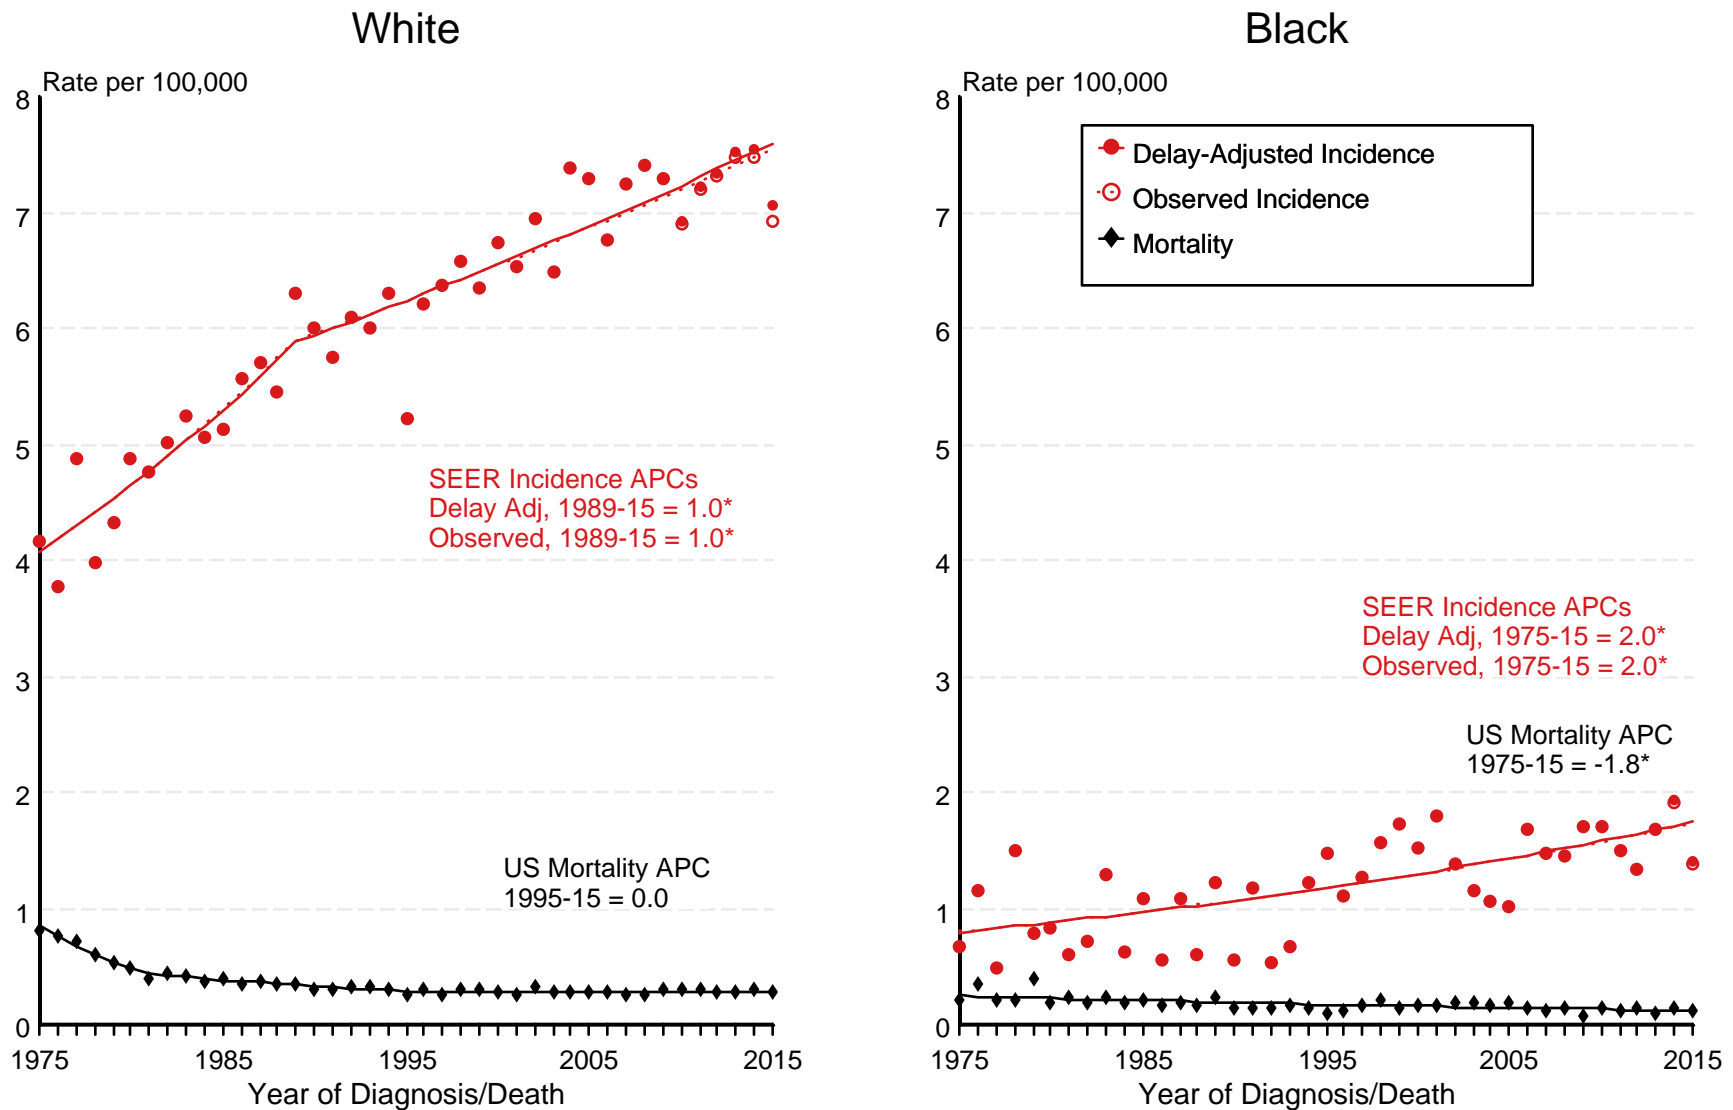 White
Rate per 100,000
8
7
6
5
4
3
2
1
0
SEER Incidence APCs
Delay Adj, 1989-15 = 1.0*
Observed, 1989-15 = 1.0*
US Mortality APC
1995-15 = 0.0
1975
1985
1995
2005
2015
Year of Diagnosis/Death
Black
Rate per 100,000
8
7
6
5
4
3
2
1
0
Delay-Adjusted Incidence
Observed Incidence
Mortality
SEER Incidence APCs
Delay Adj, 1975-15 = 2.0*
Observed, 1975-15 = 2.0*
US Mortality APC
1975-15 = -1.8*
1975
1985
1995
2005
2015
Year of Diagnosis/Death